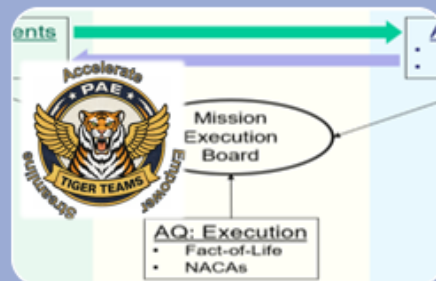 ents
A
Accelerate
PAE
TIGER TEAMS
Streamline
Empower
Mission
Execution
Board
AQ: Execution
• Fact-of-Life
• NACAs